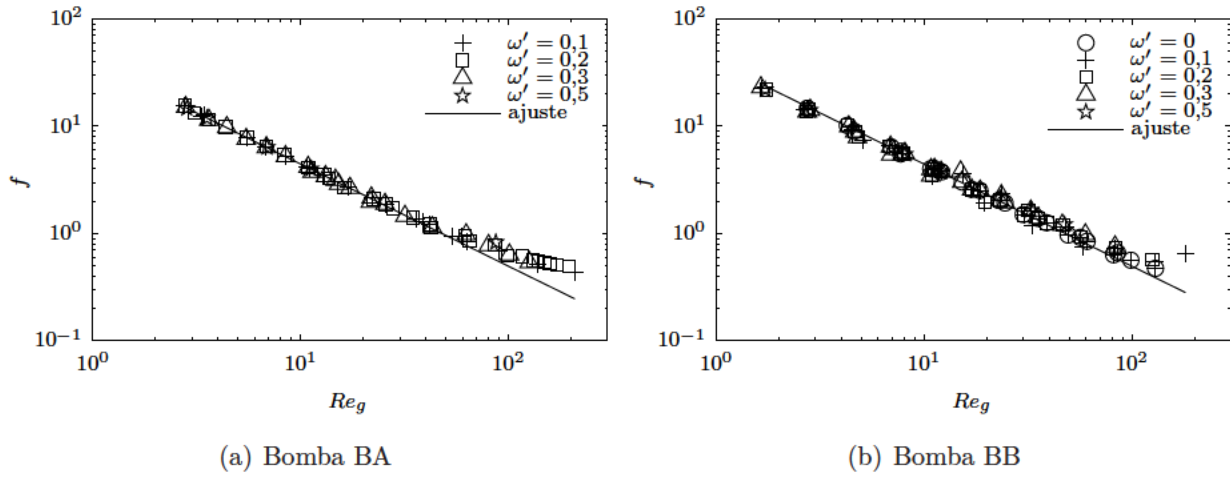 10²
10¹
10⁰
10⁻¹
f
10⁰
10¹
10²
Re_g
ω′ = 0,1
ω′ = 0,2
ω′ = 0,3
ω′ = 0,5
ajuste
(a) Bomba BA
10²
10¹
10⁰
10⁻¹
f
10⁰
10¹
10²
Re_g
ω′ = 0
ω′ = 0,1
ω′ = 0,2
ω′ = 0,3
ω′ = 0,5
ajuste
(b) Bomba BB